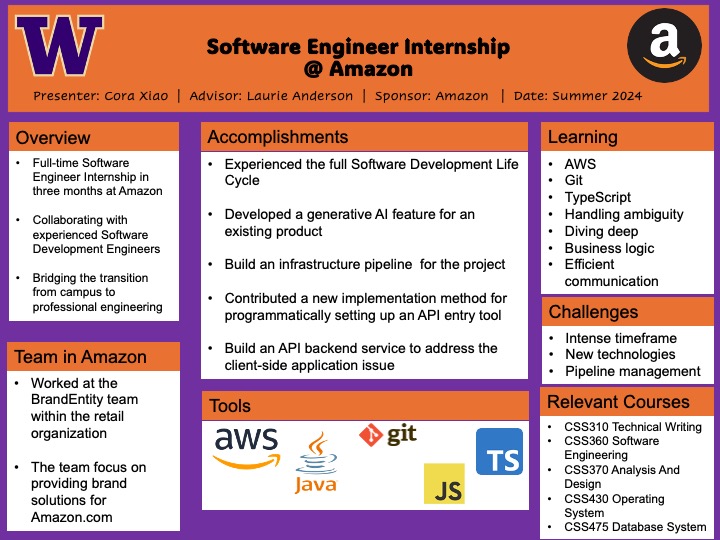 W
Software Engineer Internship
@ Amazon
a
Presenter: Cora Xiao | Advisor: Laurie Anderson | Sponsor: Amazon | Date: Summer 2024
Overview
• Full-time Software
Engineer Internship in
three months at Amazon
• Collaborating with
experienced Software
Development Engineers
• Bridging the transition
from campus to
professional engineering
Team in Amazon
• Worked at the
BrandEntity team
within the retail
organization
• The team focus on
providing brand
solutions for
Amazon.com
Accomplishments
• Experienced the full Software Development Life
Cycle
• Developed a generative AI feature for an
existing product
• Build an infrastructure pipeline for the project
• Contributed a new implementation method for
programmatically setting up an API entry tool
• Build an API backend service to address the
client-side application issue
Tools
aws
Java
git
JS
TS
Learning
• AWS
• Git
• TypeScript
• Handling ambiguity
• Diving deep
• Business logic
• Efficient
communication
Challenges
• Intense timeframe
• New technologies
• Pipeline management
Relevant Courses
• CSS310 Technical Writing
• CSS360 Software
Engineering
• CSS370 Analysis And
Design
• CSS430 Operating
System
• CSS475 Database System